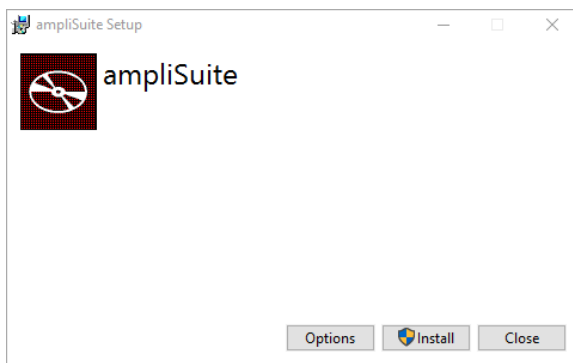 ampliSuite Setup
ampliSuite
Options
Install
Close